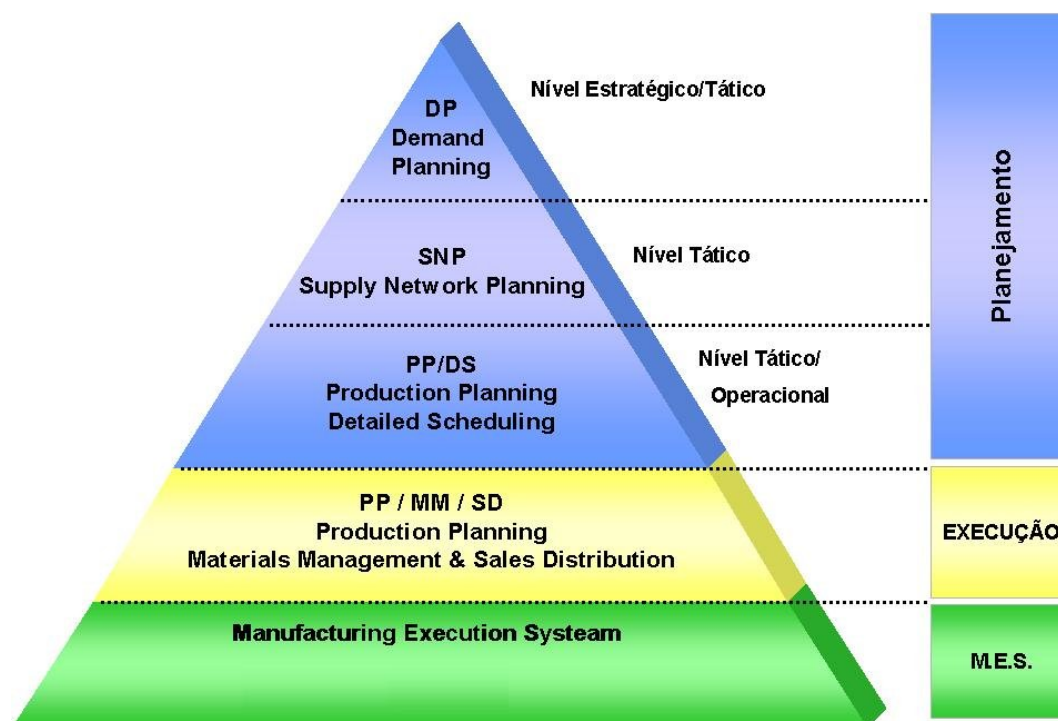 DP
Demand
Planning
Nível Estratégico/Tático
SNP
Supply Network Planning
Nível Tático
PP/DS
Production Planning
Detailed Scheduling
Nível Tático/
Operacional
Planejamento
PP / MM / SD
Production Planning
Materials Management & Sales Distribution
EXECUÇÃO
Manufacturing Execution Systeam
M.E.S.